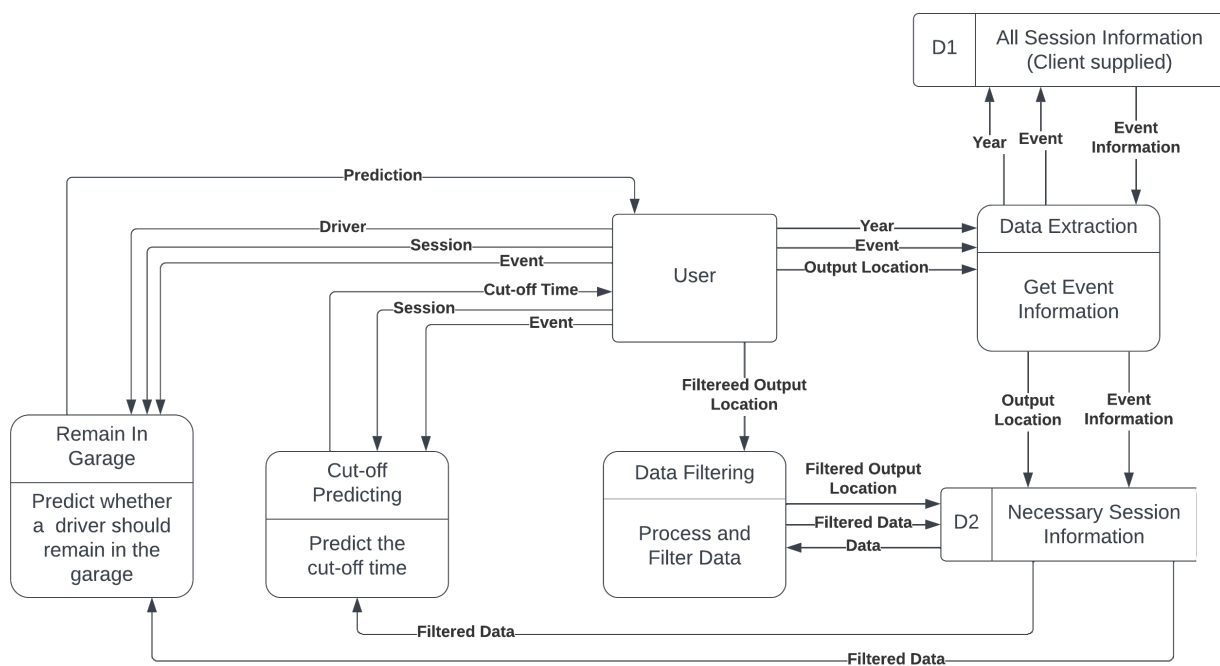 D1
All Session Information
(Client supplied)
Year
Event
Event
Information
Prediction
Driver
Session
Event
Cut-off Time
Session
Event
User
Year
Event
Output Location
Data Extraction
Get Event
Information
Filtereed Output
Location
Output
Location
Event
Information
Remain In
Garage
Predict whether
a driver should
remain in the
garage
Cut-off
Predicting
Predict the
cut-off time
Data Filtering
Process and
Filter Data
Filtered Output
Location
Filtered Data
Data
D2
Necessary Session
Information
Filtered Data
Filtered Data